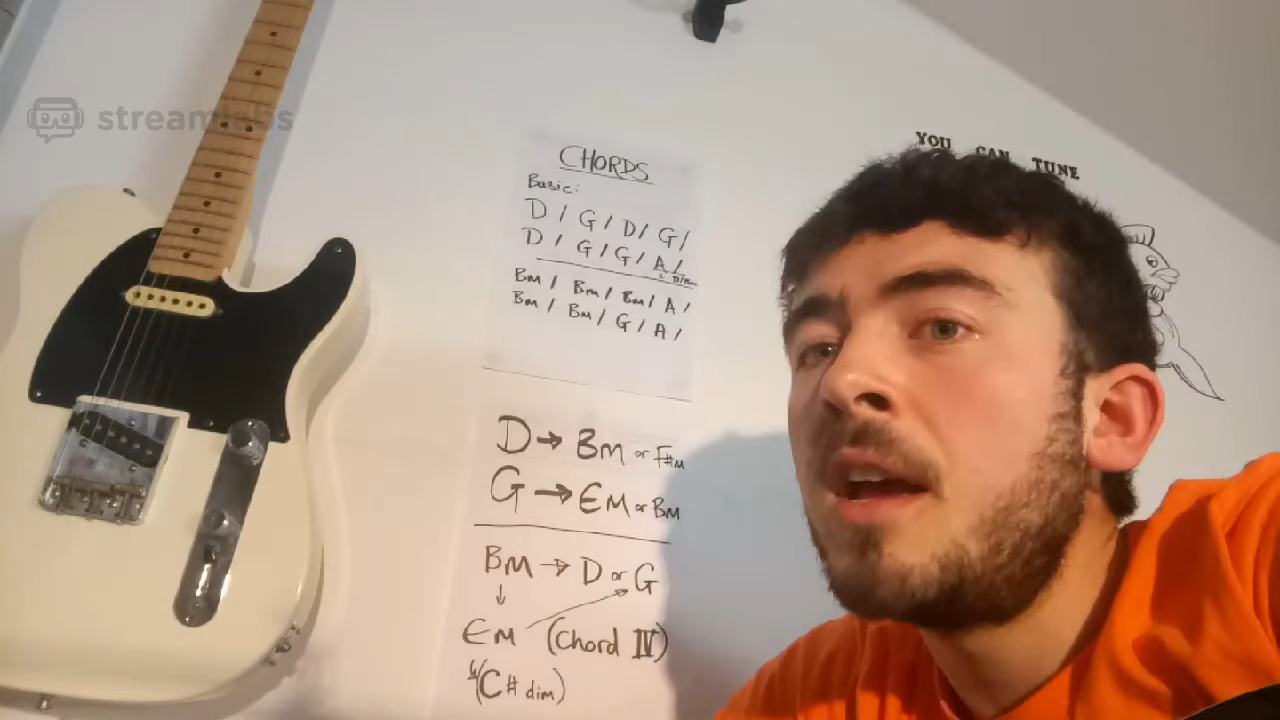 streamlabs
YOU CAN TUNE
CHORDS
Basic:
D / G / D / G /
D / G / G / A /
Bm / Bm / Bm / A /
Bm / Bm / G / A /
D → Bm or F#m
G → Em or Bm
Bm → D or G
↓
Em (Chord IV)
(C# dim)